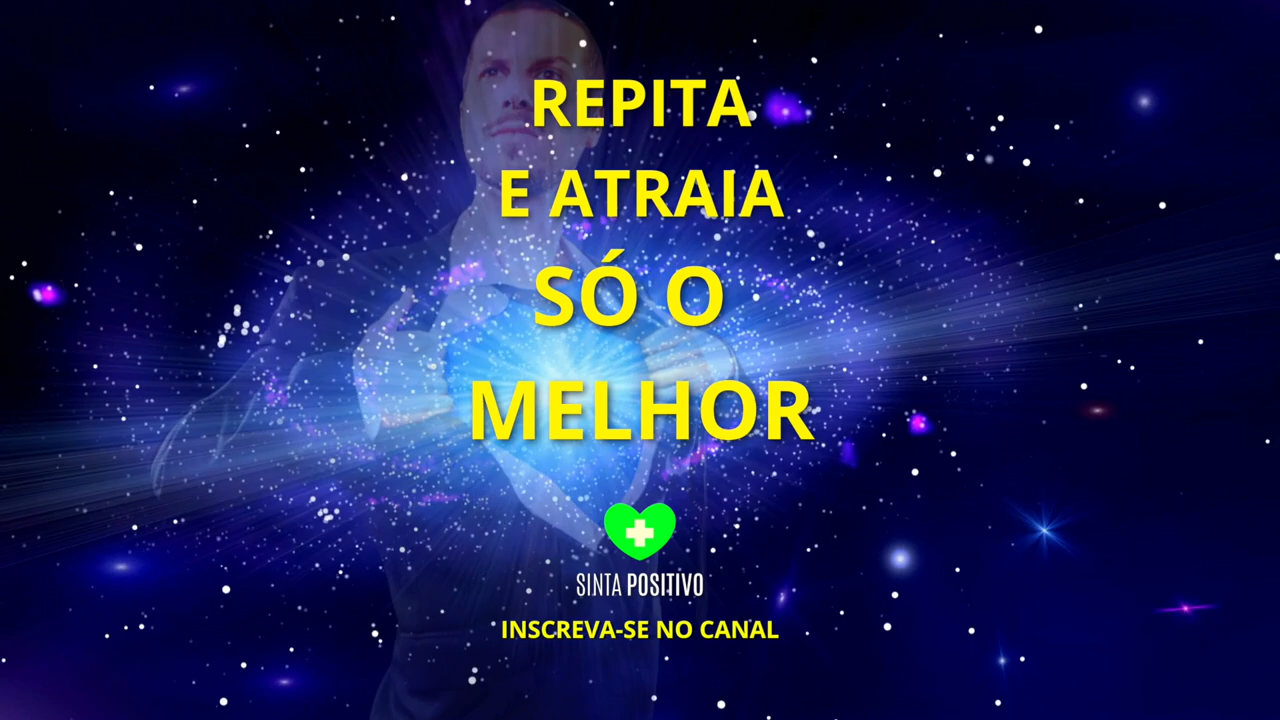 REPITA
E ATRAIA
SÓ O
MELHOR
SINTA POSITIVO
INSCREVA-SE NO CANAL